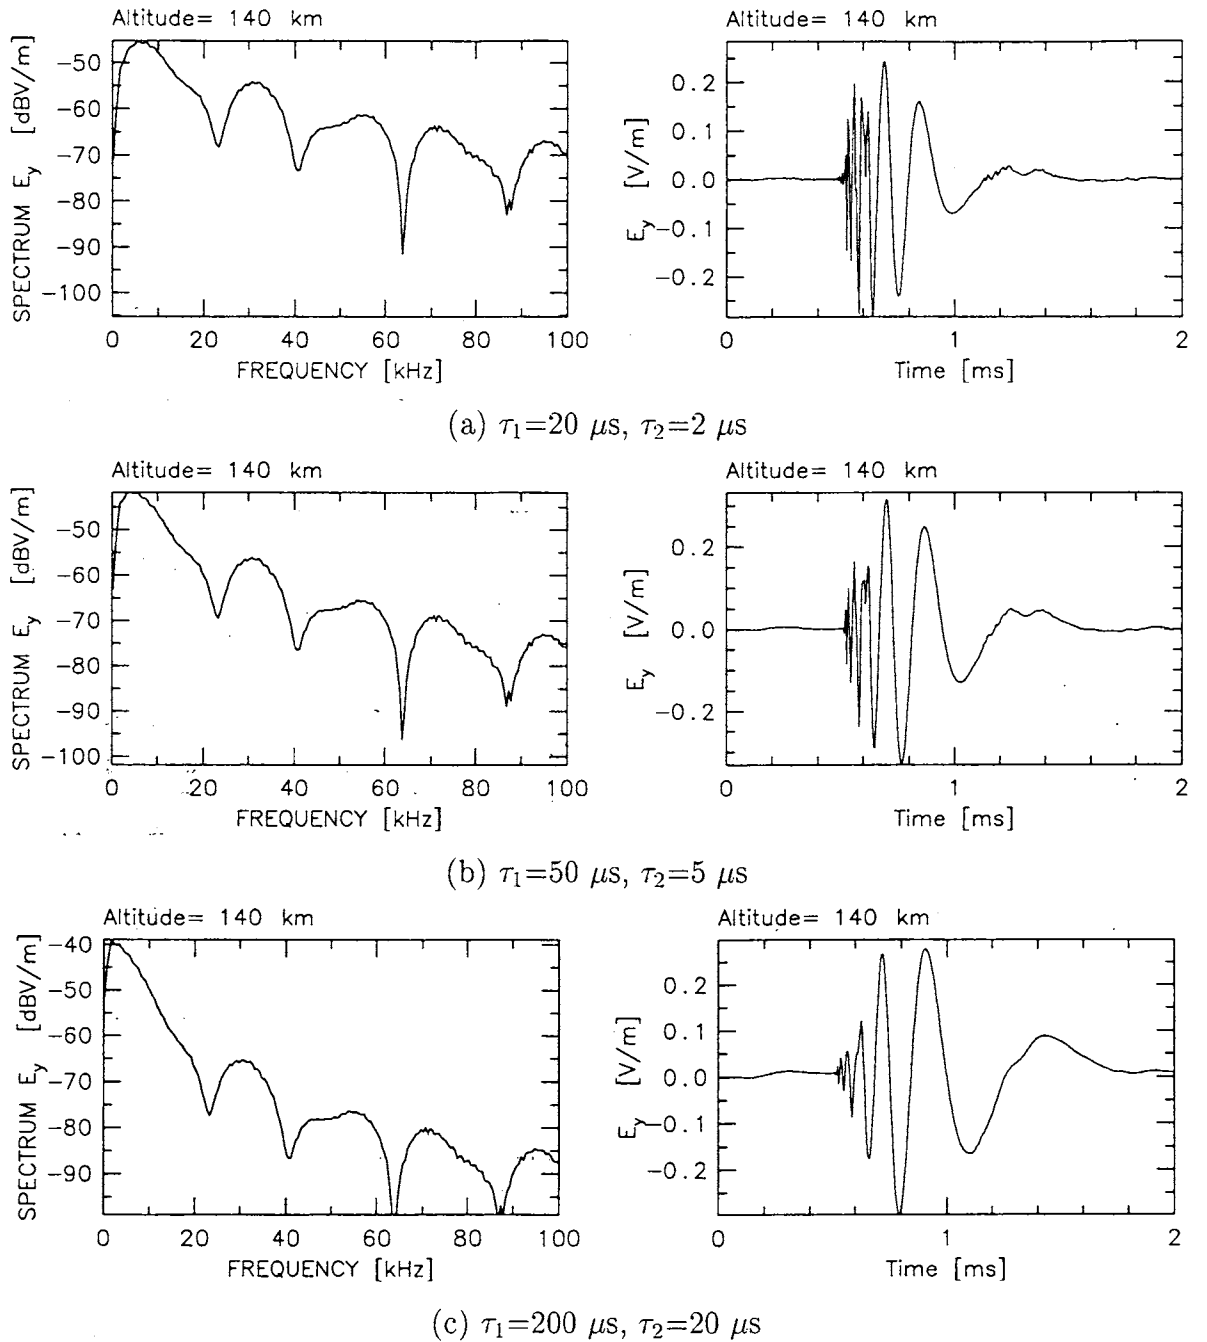 Altitude= 140 km
Altitude= 140 km
SPECTRUM E_y [dBV/m]
−50
−60
−70
−80
−90
−100
0 20 40 60 80 100
FREQUENCY [kHz]
E_y [V/m]
0.2
0.1
0.0
−0.1
−0.2
0 1 2
Time [ms]
(a) τ₁=20 μs, τ₂=2 μs
Altitude= 140 km
Altitude= 140 km
SPECTRUM E_y [dBV/m]
−50
−60
−70
−80
−90
−100
0 20 40 60 80 100
FREQUENCY [kHz]
E_y [V/m]
0.2
0.0
−0.2
0 1 2
Time [ms]
(b) τ₁=50 μs, τ₂=5 μs
Altitude= 140 km
Altitude= 140 km
SPECTRUM E_y [dBV/m]
−40
−50
−60
−70
−80
−90
0 20 40 60 80 100
FREQUENCY [kHz]
E_y [V/m]
0.2
0.1
0.0
−0.1
−0.2
0 1 2
Time [ms]
(c) τ₁=200 μs, τ₂=20 μs